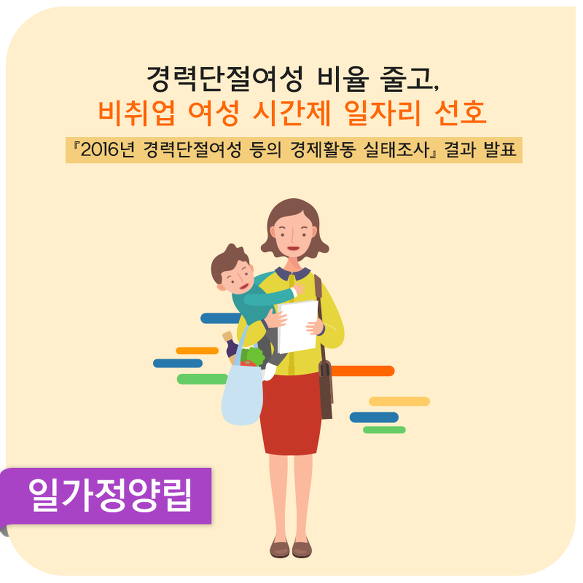 경력단절여성 비율 줄고,
비취업 여성 시간제 일자리 선호
『2016년 경력단절여성 등의 경제활동 실태조사』 결과 발표
일가정양립